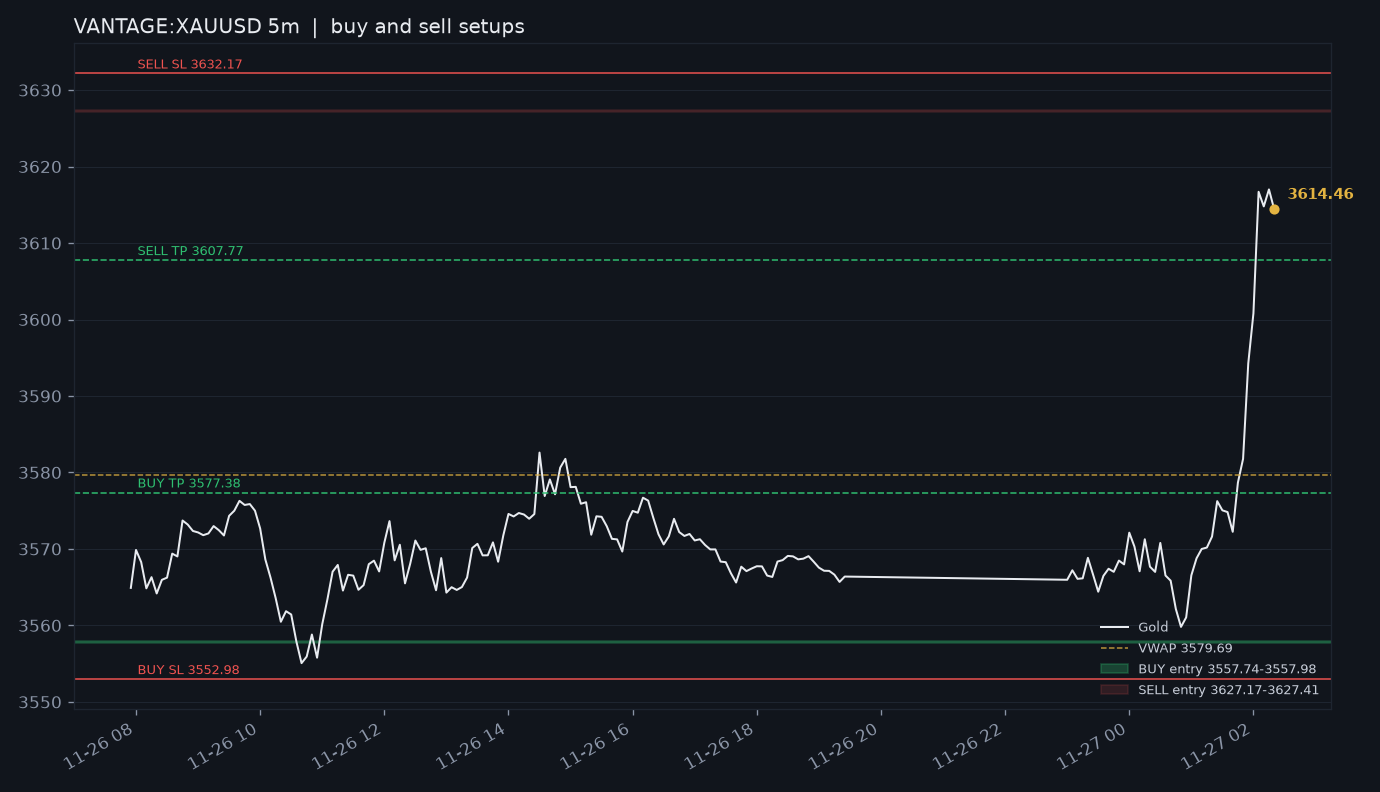 VANTAGE:XAUUSD 5m | buy and sell setups
SELL SL 3632.17
3630
3620
3614.46
3610
SELL TP 3607.77
3600
3590
3580
BUY TP 3577.38
3570
3560
BUY SL 3552.98
3550
Gold
VWAP 3579.69
BUY entry 3557.74-3557.98
SELL entry 3627.17-3627.41
11-26 08
11-26 10
11-26 12
11-26 14
11-26 16
11-26 18
11-26 20
11-26 22
11-27 00
11-27 02